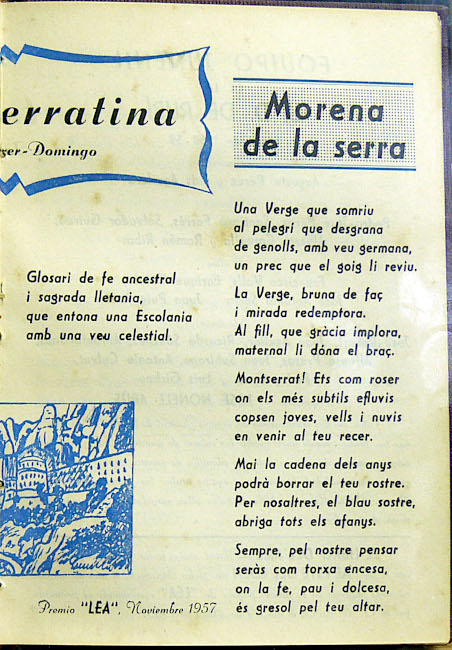 erratina
zer-Domingo
Glosari de fe ancestral
i sagrada lletania,
que entona una Escolania
amb una veu celestial.
Premio "LEA", Noviembre 1957
Morena
de la serra
Una Verge que somriu
al pelegrí que desgrana
de genolls, amb veu germana,
un prec que el goig li reviu.
La Verge, bruna de faç
i mirada redemptora.
Al fill, que gràcia implora,
maternal li dóna el braç.
Montserrat! Ets com roser
on els més subtils efluvis
copsen joves, vells i nuvis
en venir al teu recer.
Mai la cadena dels anys
podrà borrar el teu rostre.
Per nosaltres, el blau sostre,
abriga tots els afanys.
Sempre, pel nostre pensar
seràs com torxa encesa,
on la fe, pau i dolcesa,
és gresol pel teu altar.